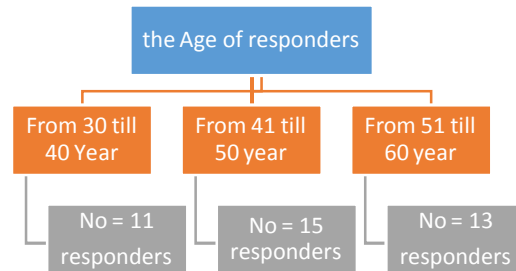 the Age of responders
From 30 till
40 Year
From 41 till
50 year
From 51 till
60 year
No = 11
responders
No = 15
responders
No = 13
responders